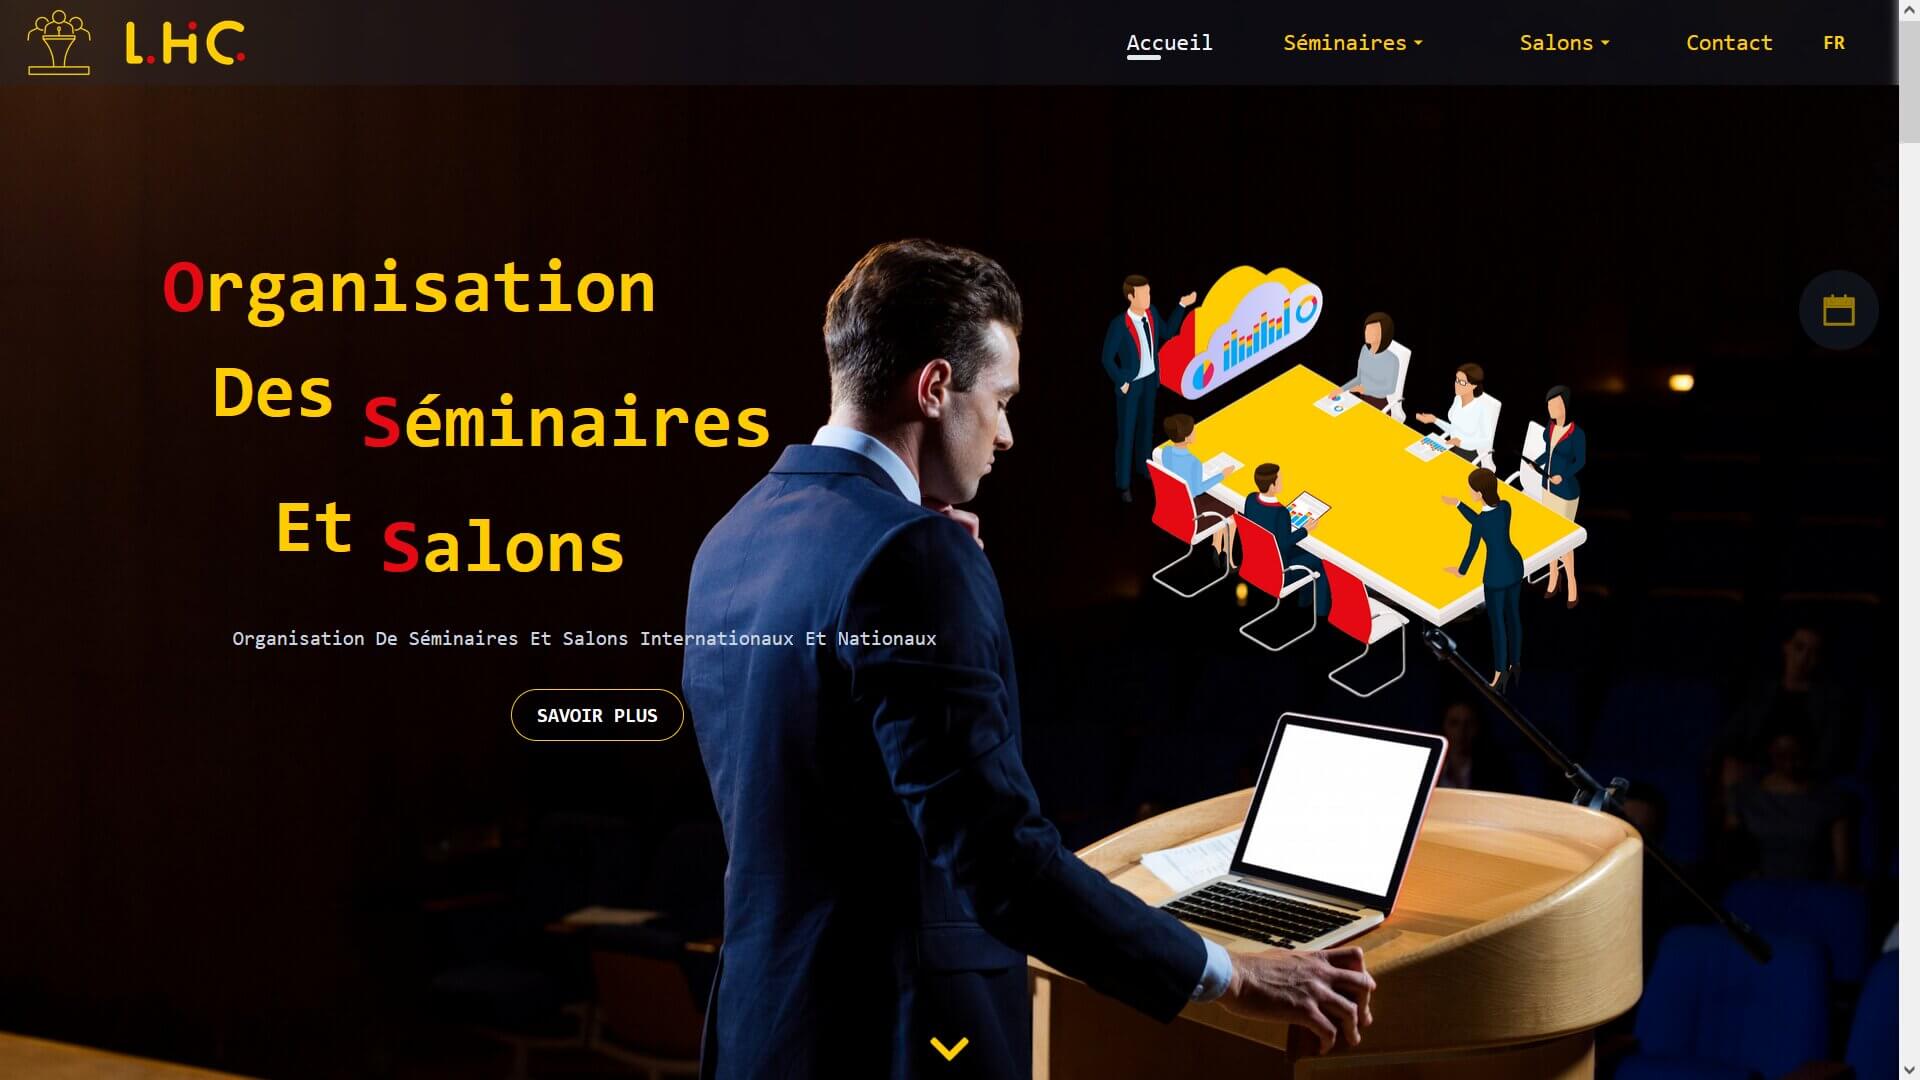 L.HiC.
Accueil
Séminaires
Salons
Contact
FR
Organisation
Des Séminaires
Et Salons
Organisation De Séminaires Et Salons Internationaux Et Nationaux
SAVOIR PLUS